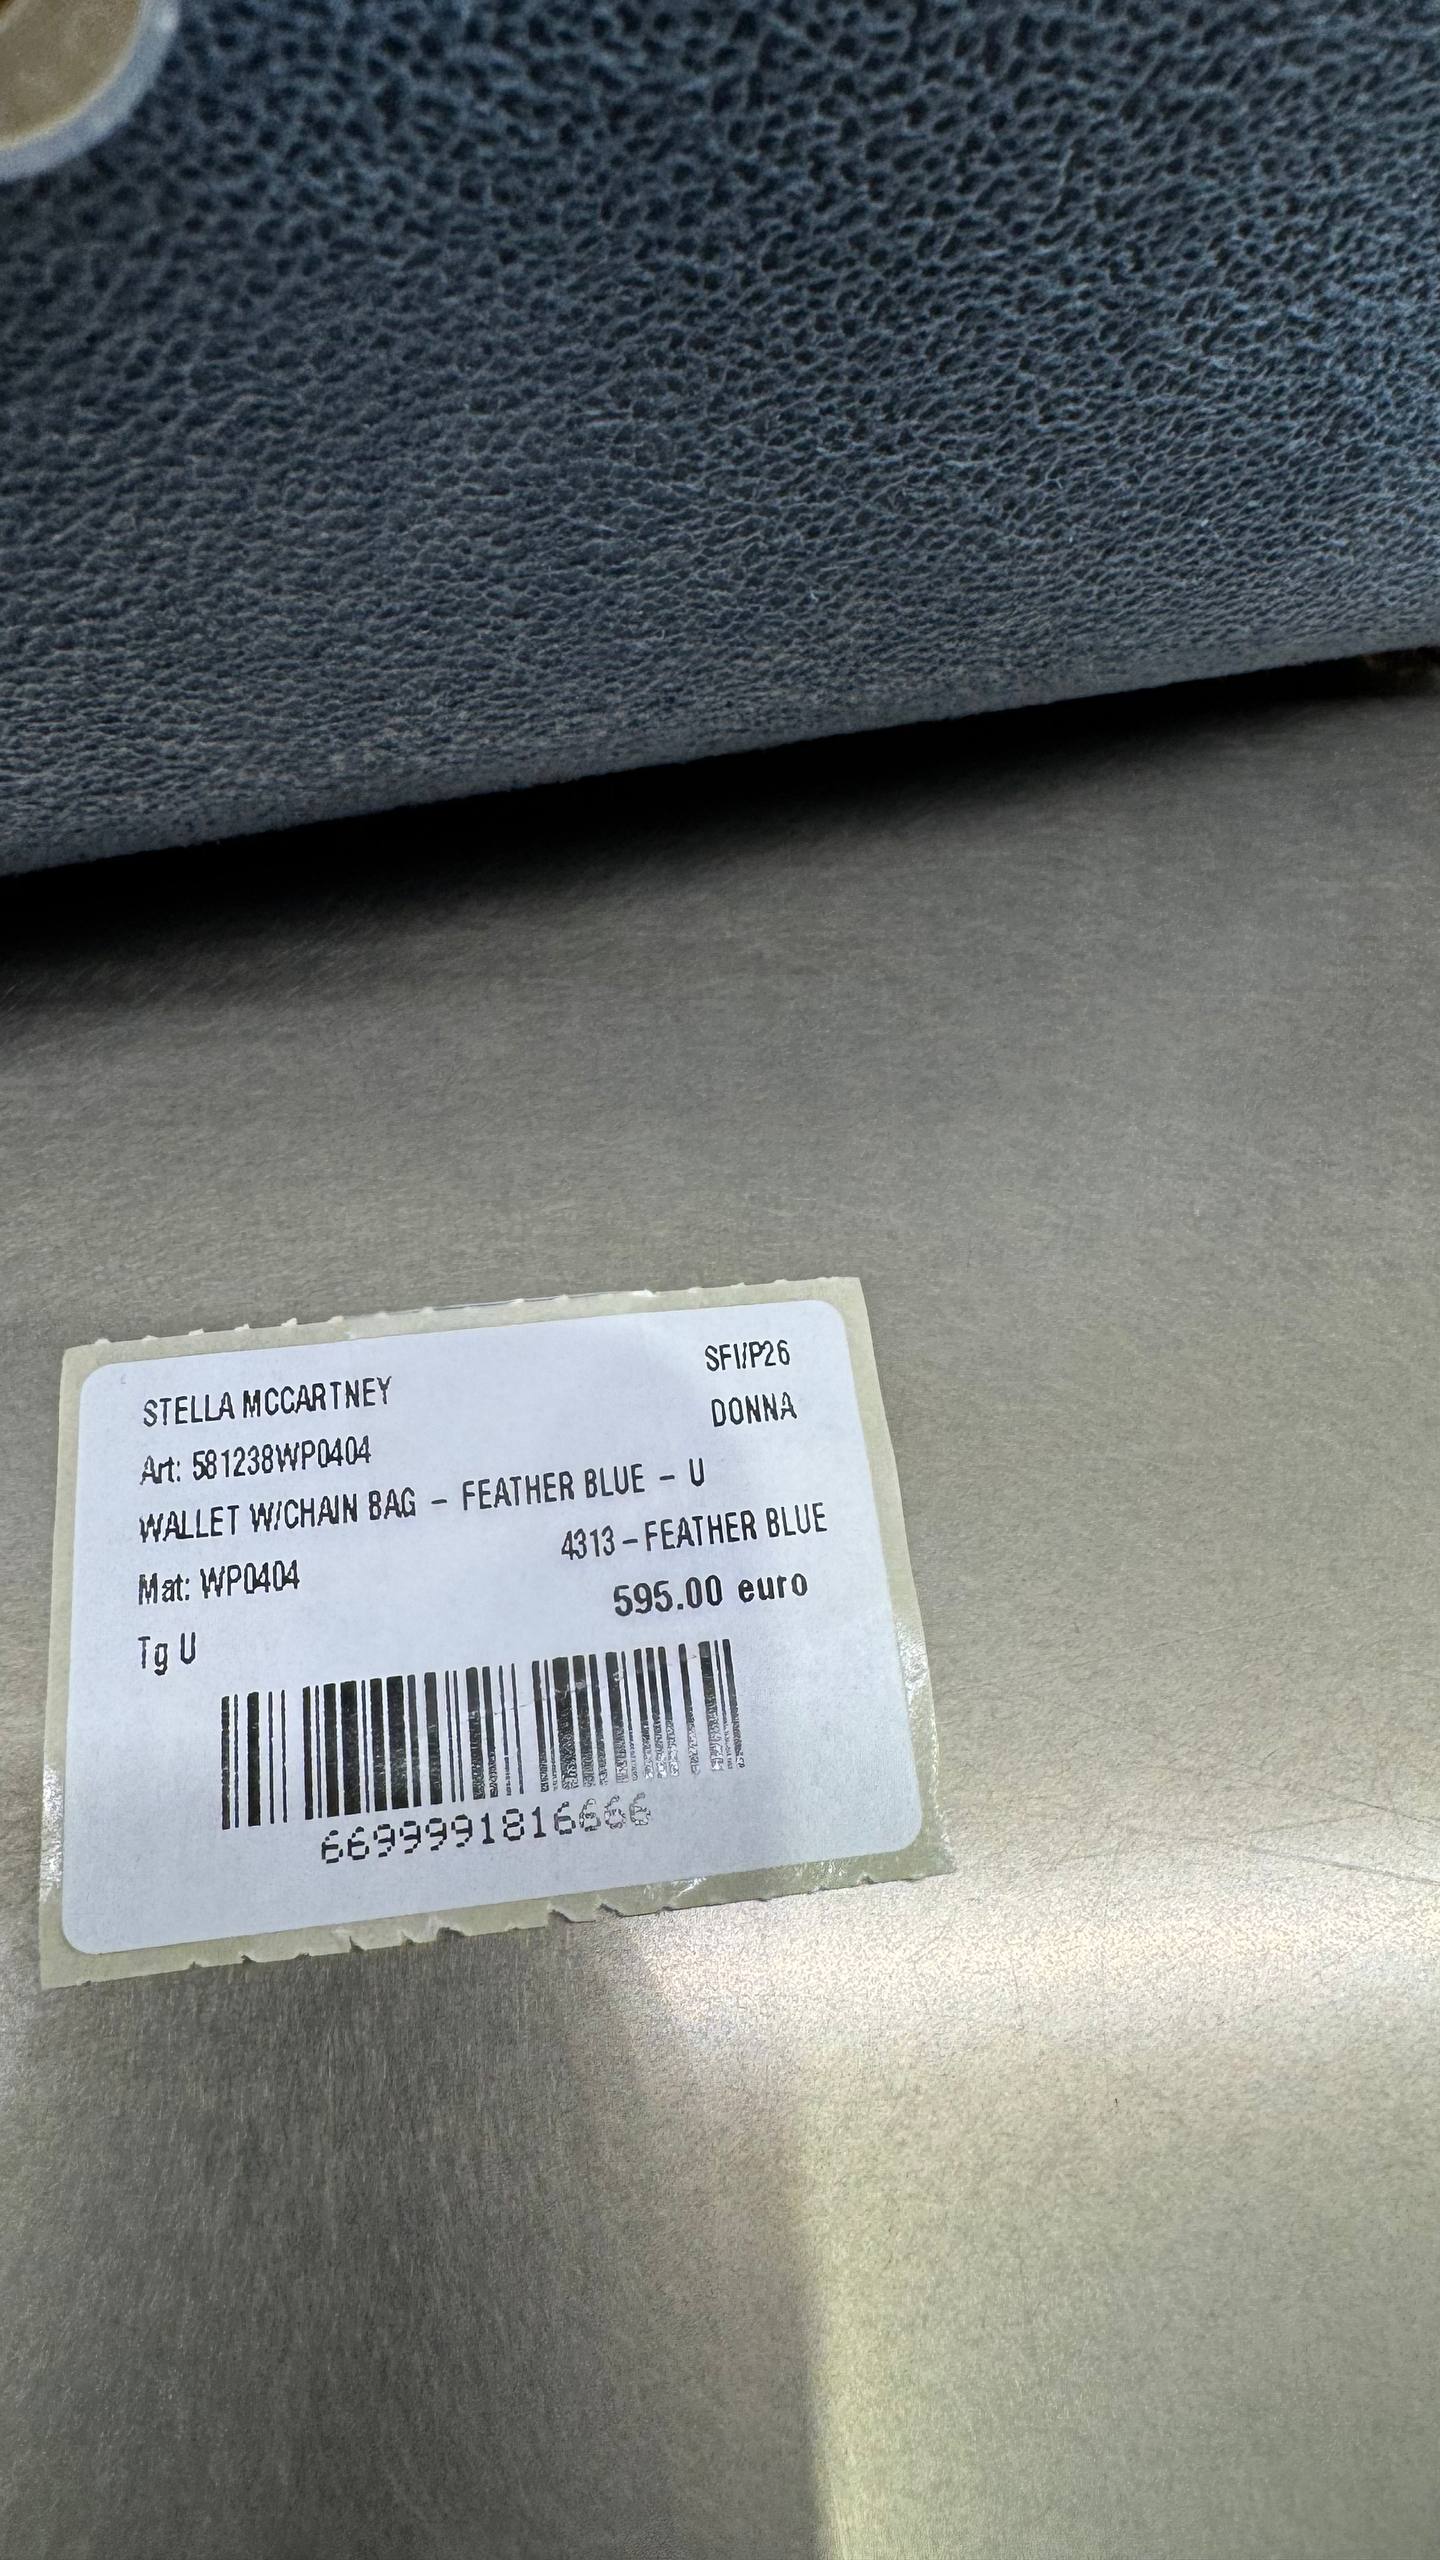 STELLA MCCARTNEY SFI/P26
Art: 581238WP0404 DONNA
WALLET W/CHAIN BAG – FEATHER BLUE – U
Mat: WP0404 4313 – FEATHER BLUE
Tg U 595.00 euro
6699991816666